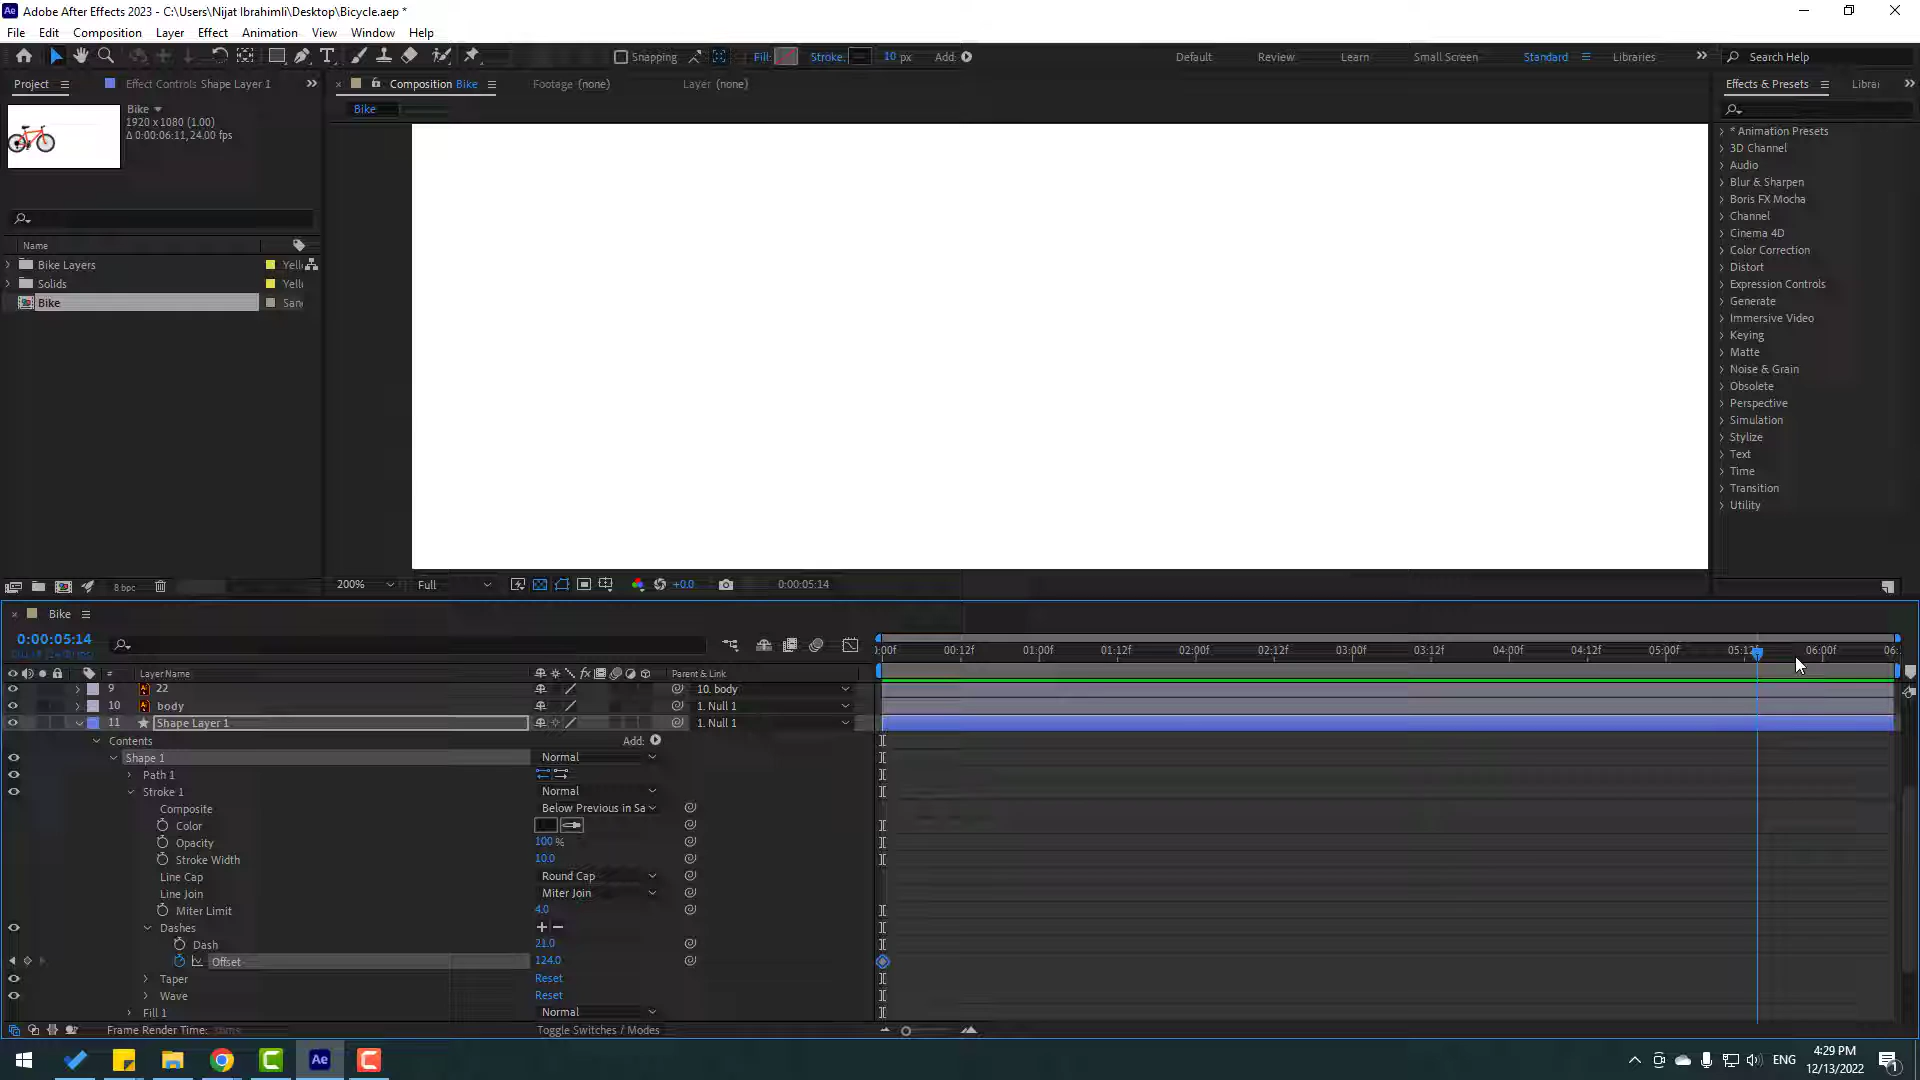 Adobe After Effects 2023 - C:\Users\Nijat Ibrahimli\Desktop\Bicycle.aep *
File Edit Composition Layer Effect Animation View Window Help
Snapping Fill: Stroke: 10 px Add: Default Review Learn Small Screen Standard Libraries Search Help
Project Effect Controls Shape Layer 1 Composition Bike Footage (none) Layer (none) Effects & Presets Librar
Bike
1920 x 1080 (1.00)
Δ 0:00:06:11, 24.00 fps
Bike
Name
Bike Layers Yell
Solids Yell
Bike San
* Animation Presets
3D Channel
Audio
Blur & Sharpen
Boris FX Mocha
Channel
Cinema 4D
Color Correction
Distort
Expression Controls
Generate
Immersive Video
Keying
Matte
Noise & Grain
Obsolete
Perspective
Simulation
Stylize
Text
Time
Transition
Utility
8 bpc 200% Full +0.0 0:00:05:14
Bike
0:00:05:14
:00f 00:12f 01:00f 01:12f 02:00f 02:12f 03:00f 03:12f 04:00f 04:12f 05:00f 05:12f 06:00f 06:
# Layer Name Parent & Link
9 22 10. body
10 body 1. Null 1
11 Shape Layer 1 1. Null 1
Contents Add:
Shape 1 Normal
Path 1
Stroke 1 Normal
Composite Below Previous in Sa
Color
Opacity 100 %
Stroke Width 10.0
Line Cap Round Cap
Line Join Miter Join
Miter Limit 4.0
Dashes
Dash 21.0
Offset 124.0
Taper Reset
Wave Reset
Fill 1 Normal
Frame Render Time: Toggle Switches / Modes
ENG 4:29 PM
12/13/2022